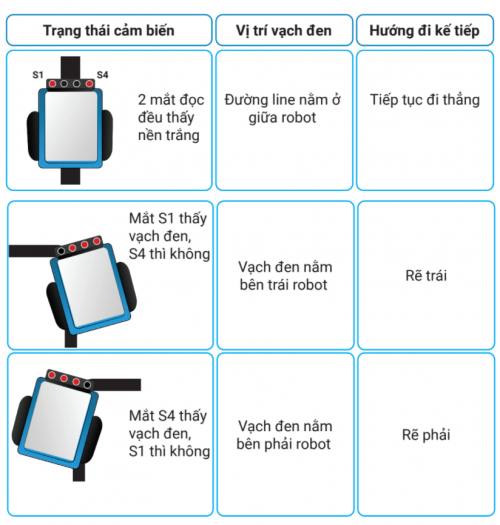 Trạng thái cảm biến
Vị trí vạch đen
Hướng đi kế tiếp
S1
S4
2 mắt đọc
đều thấy
nền trắng
Đường line nằm ở
giữa robot
Tiếp tục đi thẳng
Mắt S1 thấy
vạch đen,
S4 thì không
Vạch đen nằm
bên trái robot
Rẽ trái
Mắt S4 thấy
vạch đen,
S1 thì không
Vạch đen nằm
bên phải robot
Rẽ phải